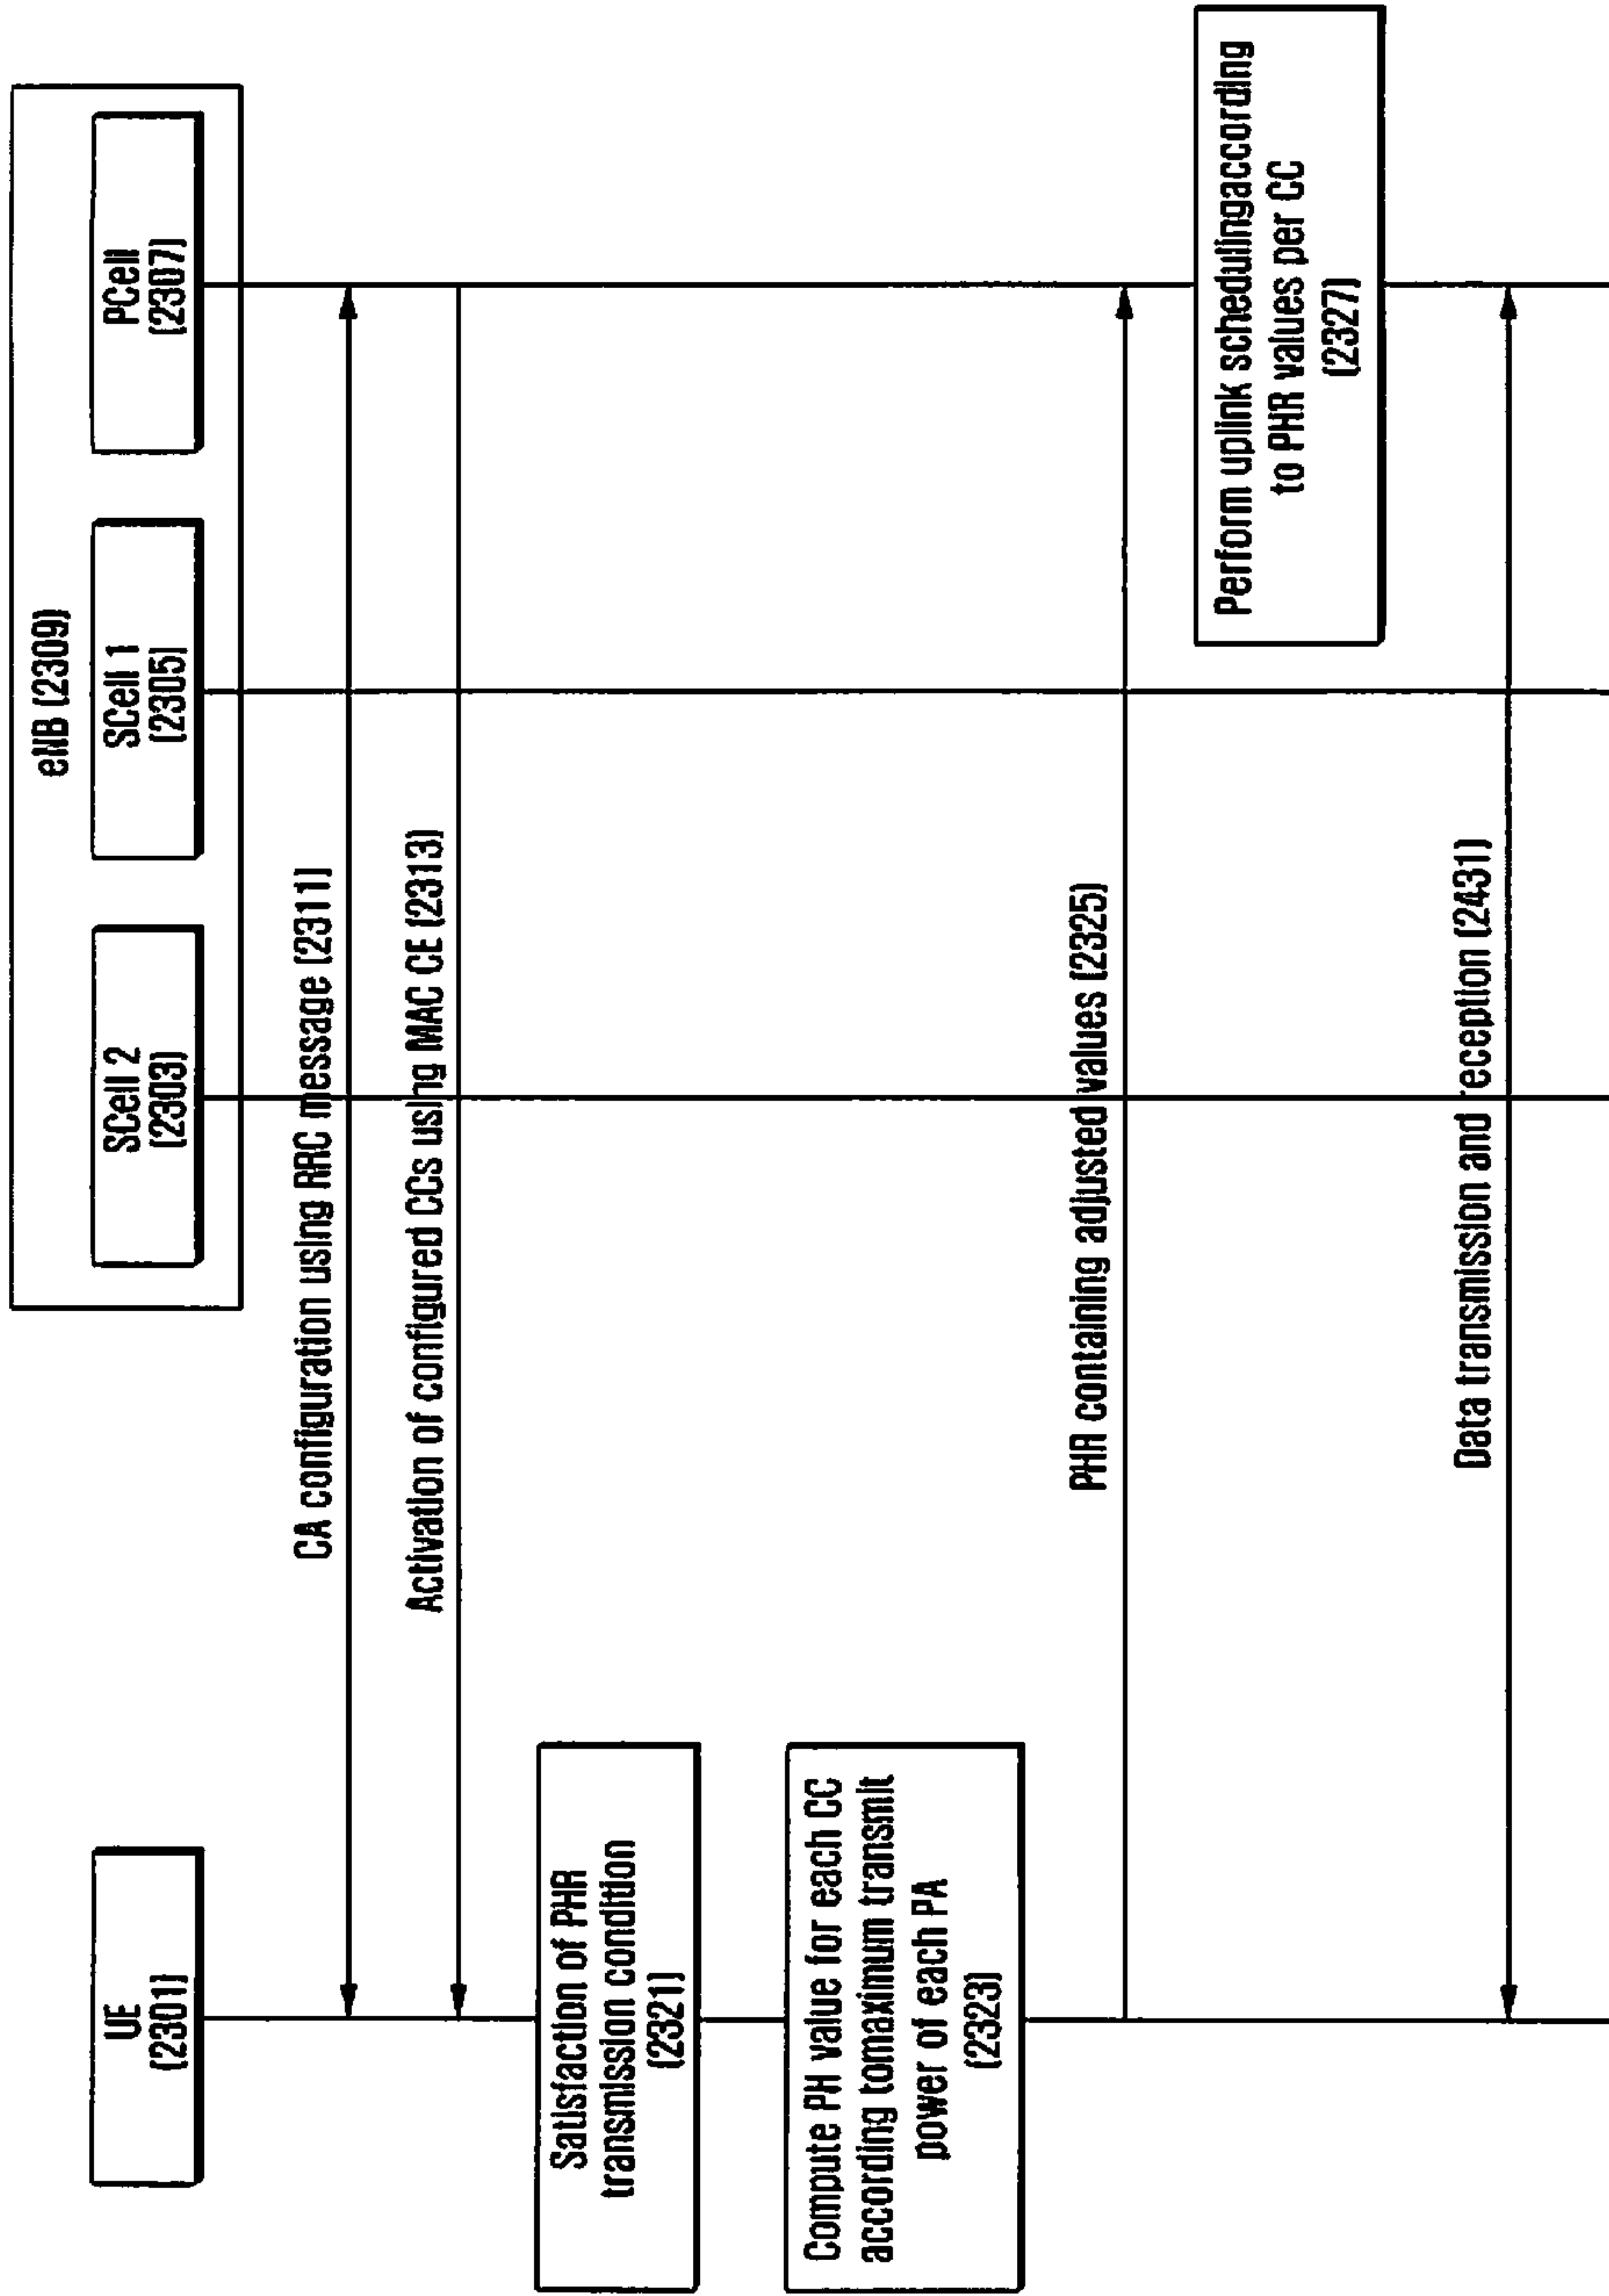 eNB (2309)
UE
(2301)
SCell 2
(2303)
SCell 1
(2305)
PCell
(2307)
CA configuration using RRC message (2311)
Activation of configured CCs using MAC CE (2313)
Satisfaction of PHR
transmission condition
(2321)
Compute PH value for each CC
according tomaximum transmit
power of each PA
(2323)
PHR containing adjusted values (2325)
Perform uplink schedulingaccording
to PHR values per CC
(2327)
Data transmission and reception (2431)